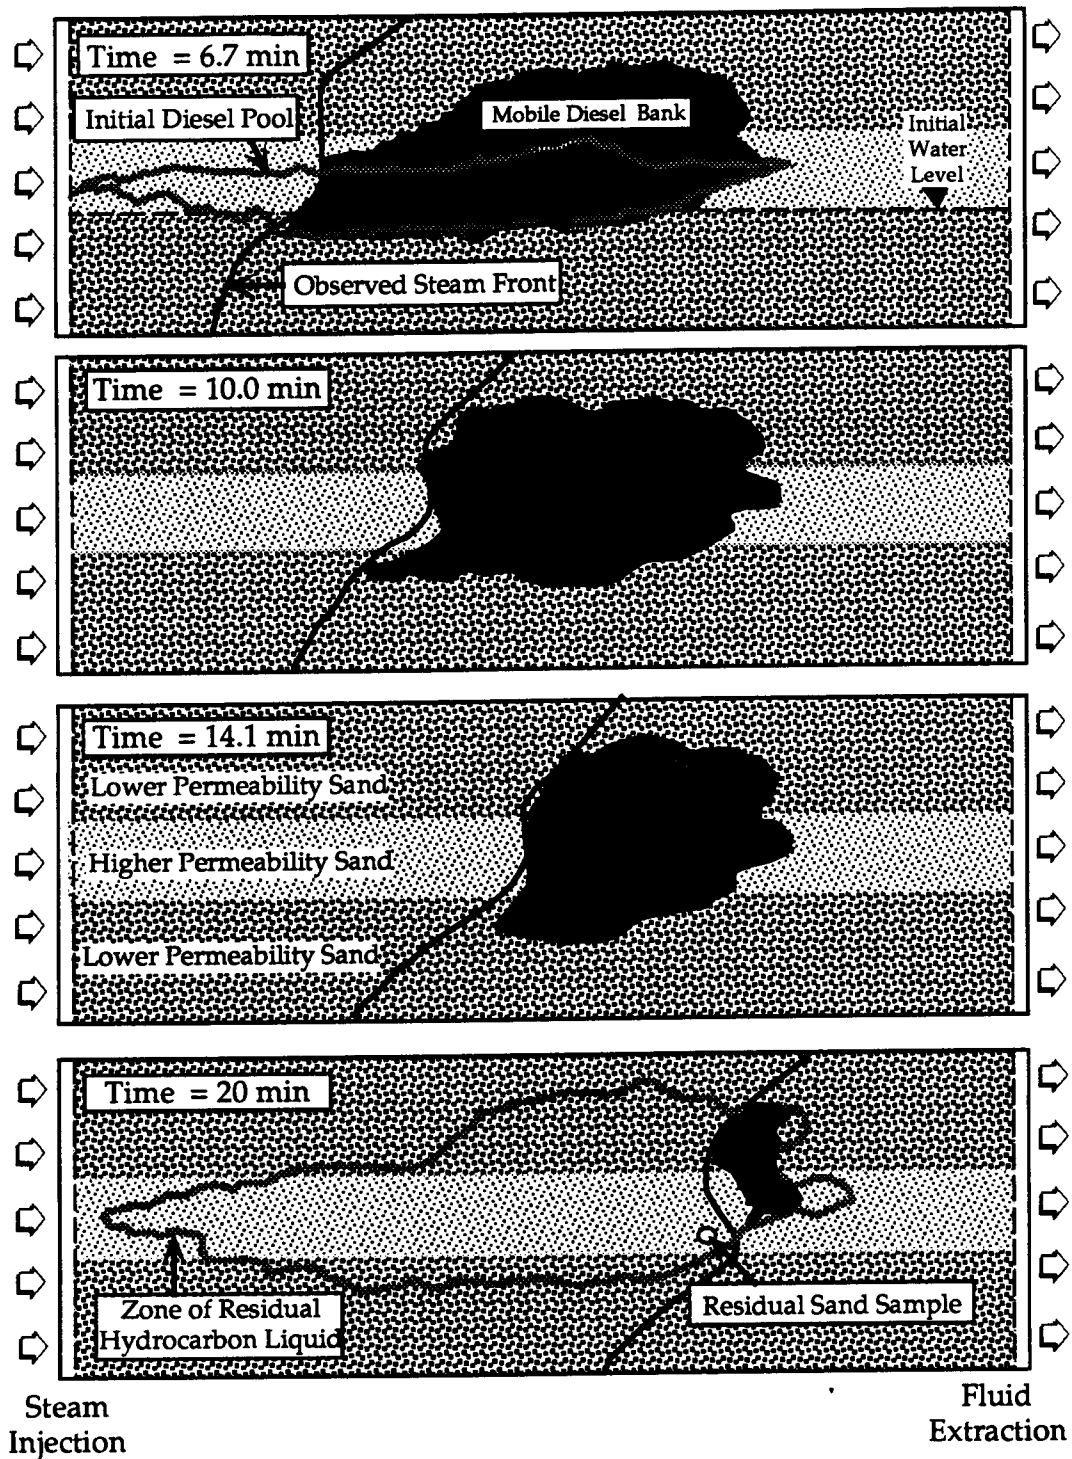 Time = 6.7 min
Initial Diesel Pool
Mobile Diesel Bank
Initial
Water
Level
Observed Steam Front
Time = 10.0 min
Time = 14.1 min
Lower Permeability Sand
Higher Permeability Sand
Lower Permeability Sand
Time = 20 min
Zone of Residual
Hydrocarbon Liquid
Residual Sand Sample
Steam
Injection
Fluid
Extraction